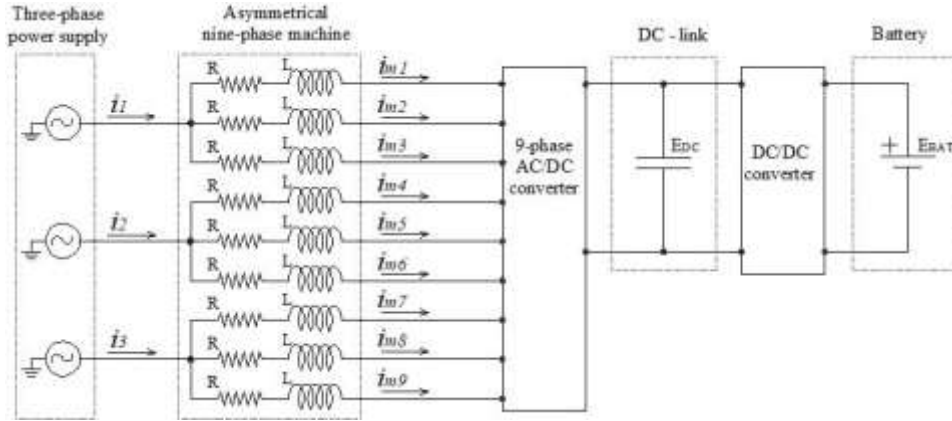 Three-phase
power supply
Asymmetrical
nine-phase machine
DC - link
Battery
R L im1
i1 R L im2
R L im3
R L im4
i2 R L im5
R L im6
R L im7
i3 R L im8
R L im9
9-phase
AC/DC
converter
EDC
DC/DC
converter
+ EBAT